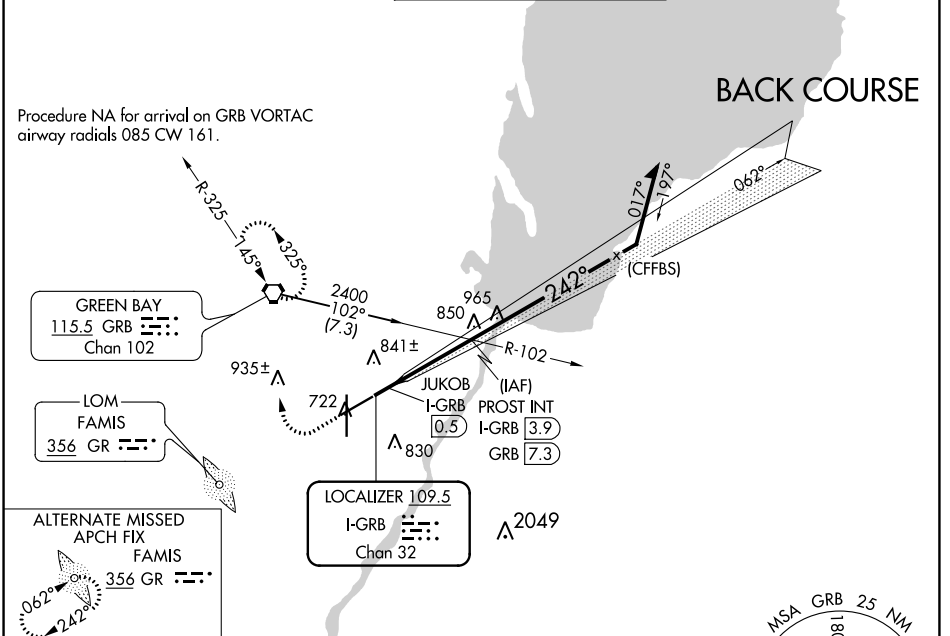 BACK COURSE
Procedure NA for arrival on GRB VORTAC
airway radials 085 CW 161.
R-325
145°
325°
017°
197°
062°
242°
(CFFBS)
GREEN BAY
115.5 GRB
Chan 102
2400
102°
(7.3)
965
850
R-102
841±
935±
722
830
JUKOB
I-GRB
0.5
(IAF)
PROST INT
I-GRB 3.9
GRB 7.3
LOM
FAMIS
356 GR
LOCALIZER 109.5
I-GRB
Chan 32
2049
ALTERNATE MISSED
APCH FIX
FAMIS
356 GR
062°
242°
MSA GRB 25 NM
180